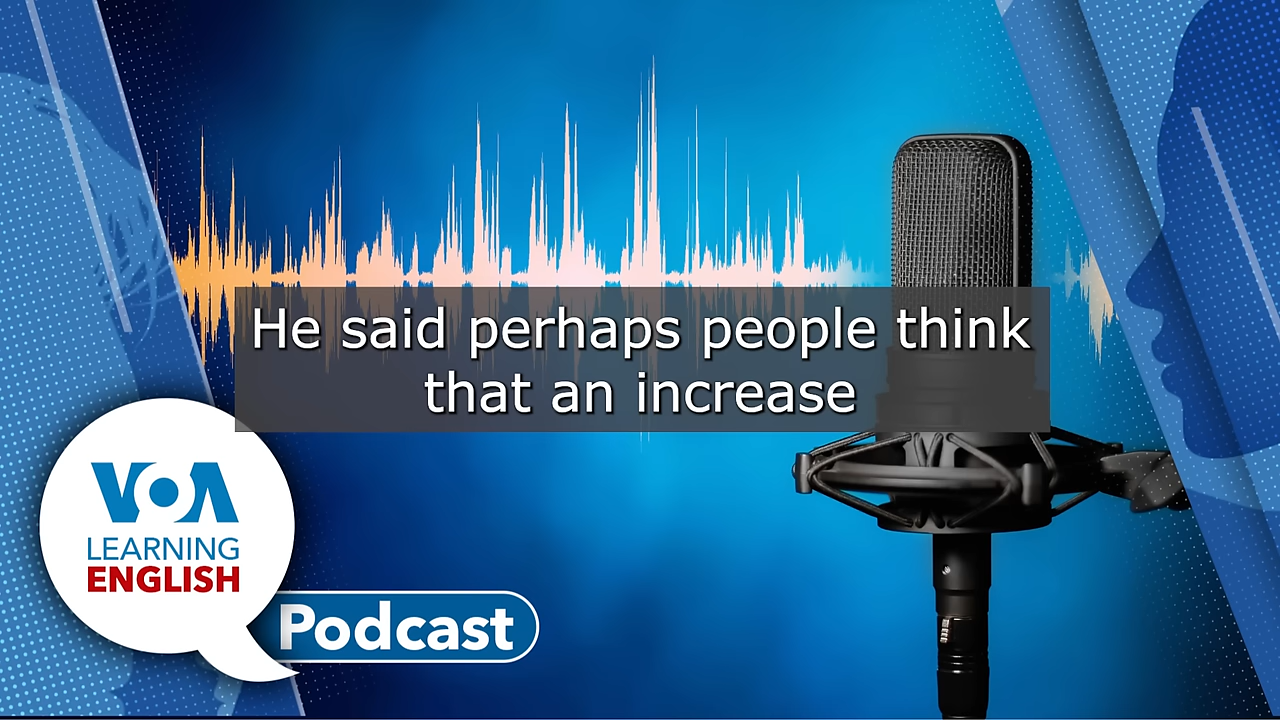 He said perhaps people think
that an increase
VOA
LEARNING
ENGLISH
Podcast